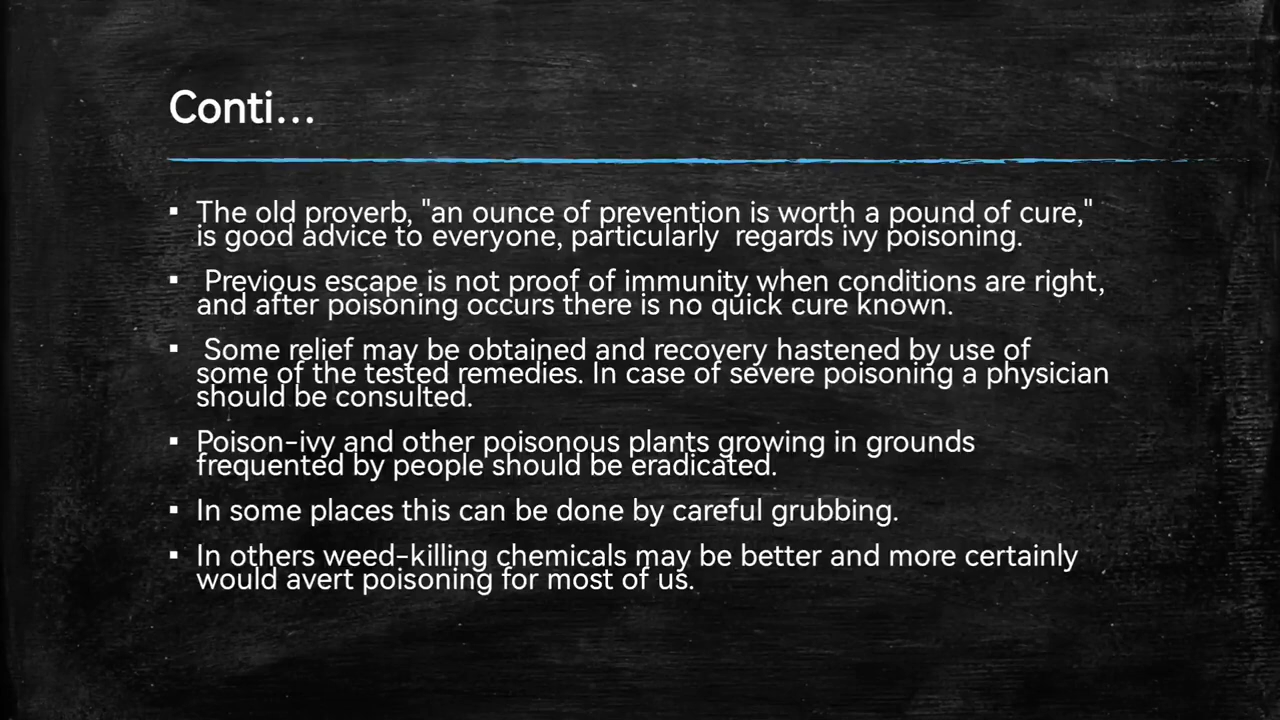 Conti...
▪ The old proverb, "an ounce of prevention is worth a pound of cure,"
is good advice to everyone, particularly  regards ivy poisoning.
▪  Previous escape is not proof of immunity when conditions are right,
and after poisoning occurs there is no quick cure known.
▪  Some relief may be obtained and recovery hastened by use of
some of the tested remedies. In case of severe poisoning a physician
should be consulted.
▪ Poison-ivy and other poisonous plants growing in grounds
frequented by people should be eradicated.
▪ In some places this can be done by careful grubbing.
▪ In others weed-killing chemicals may be better and more certainly
would avert poisoning for most of us.